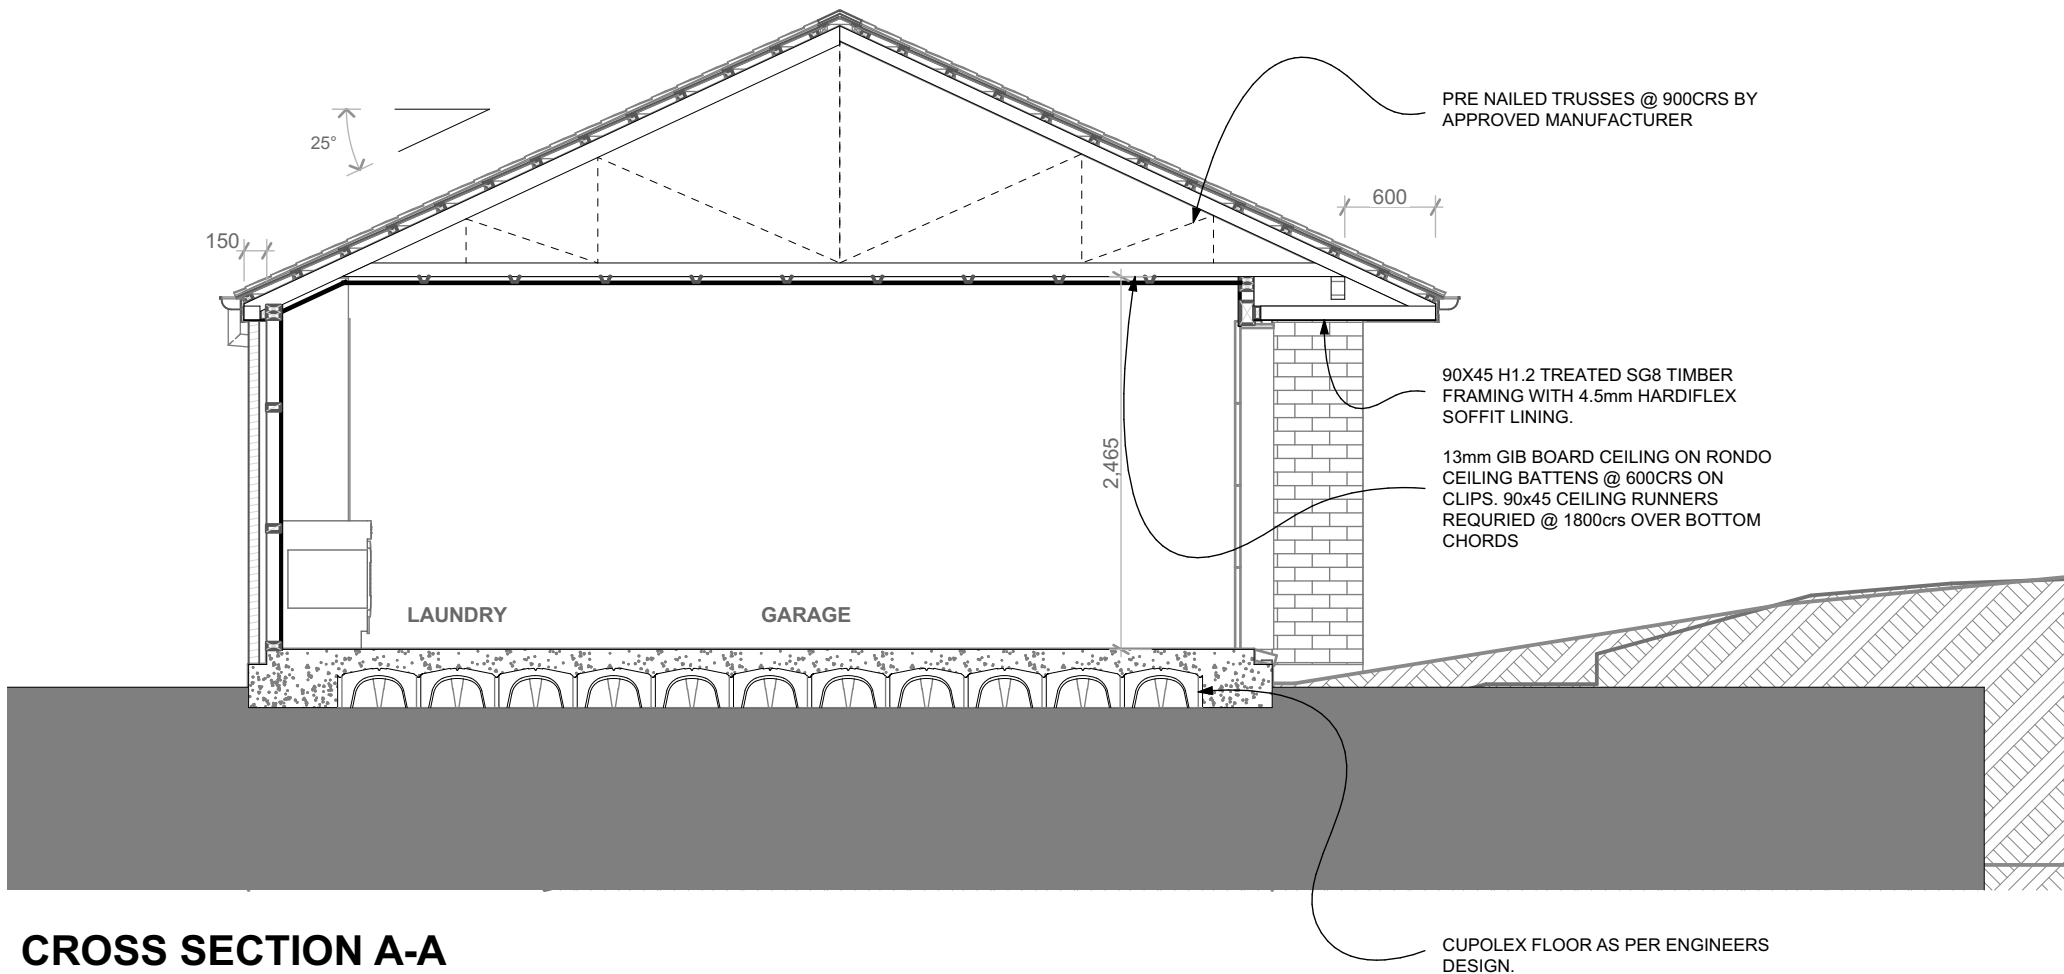 PRE NAILED TRUSSES @ 900CRS BY
APPROVED MANUFACTURER
25°
600
150
90X45 H1.2 TREATED SG8 TIMBER
FRAMING WITH 4.5mm HARDIFLEX
SOFFIT LINING.
13mm GIB BOARD CEILING ON RONDO
CEILING BATTENS @ 600CRS ON
CLIPS. 90x45 CEILING RUNNERS
REQURIED @ 1800crs OVER BOTTOM
CHORDS
2,465
LAUNDRY
GARAGE
CROSS SECTION A-A
CUPOLEX FLOOR AS PER ENGINEERS
DESIGN.